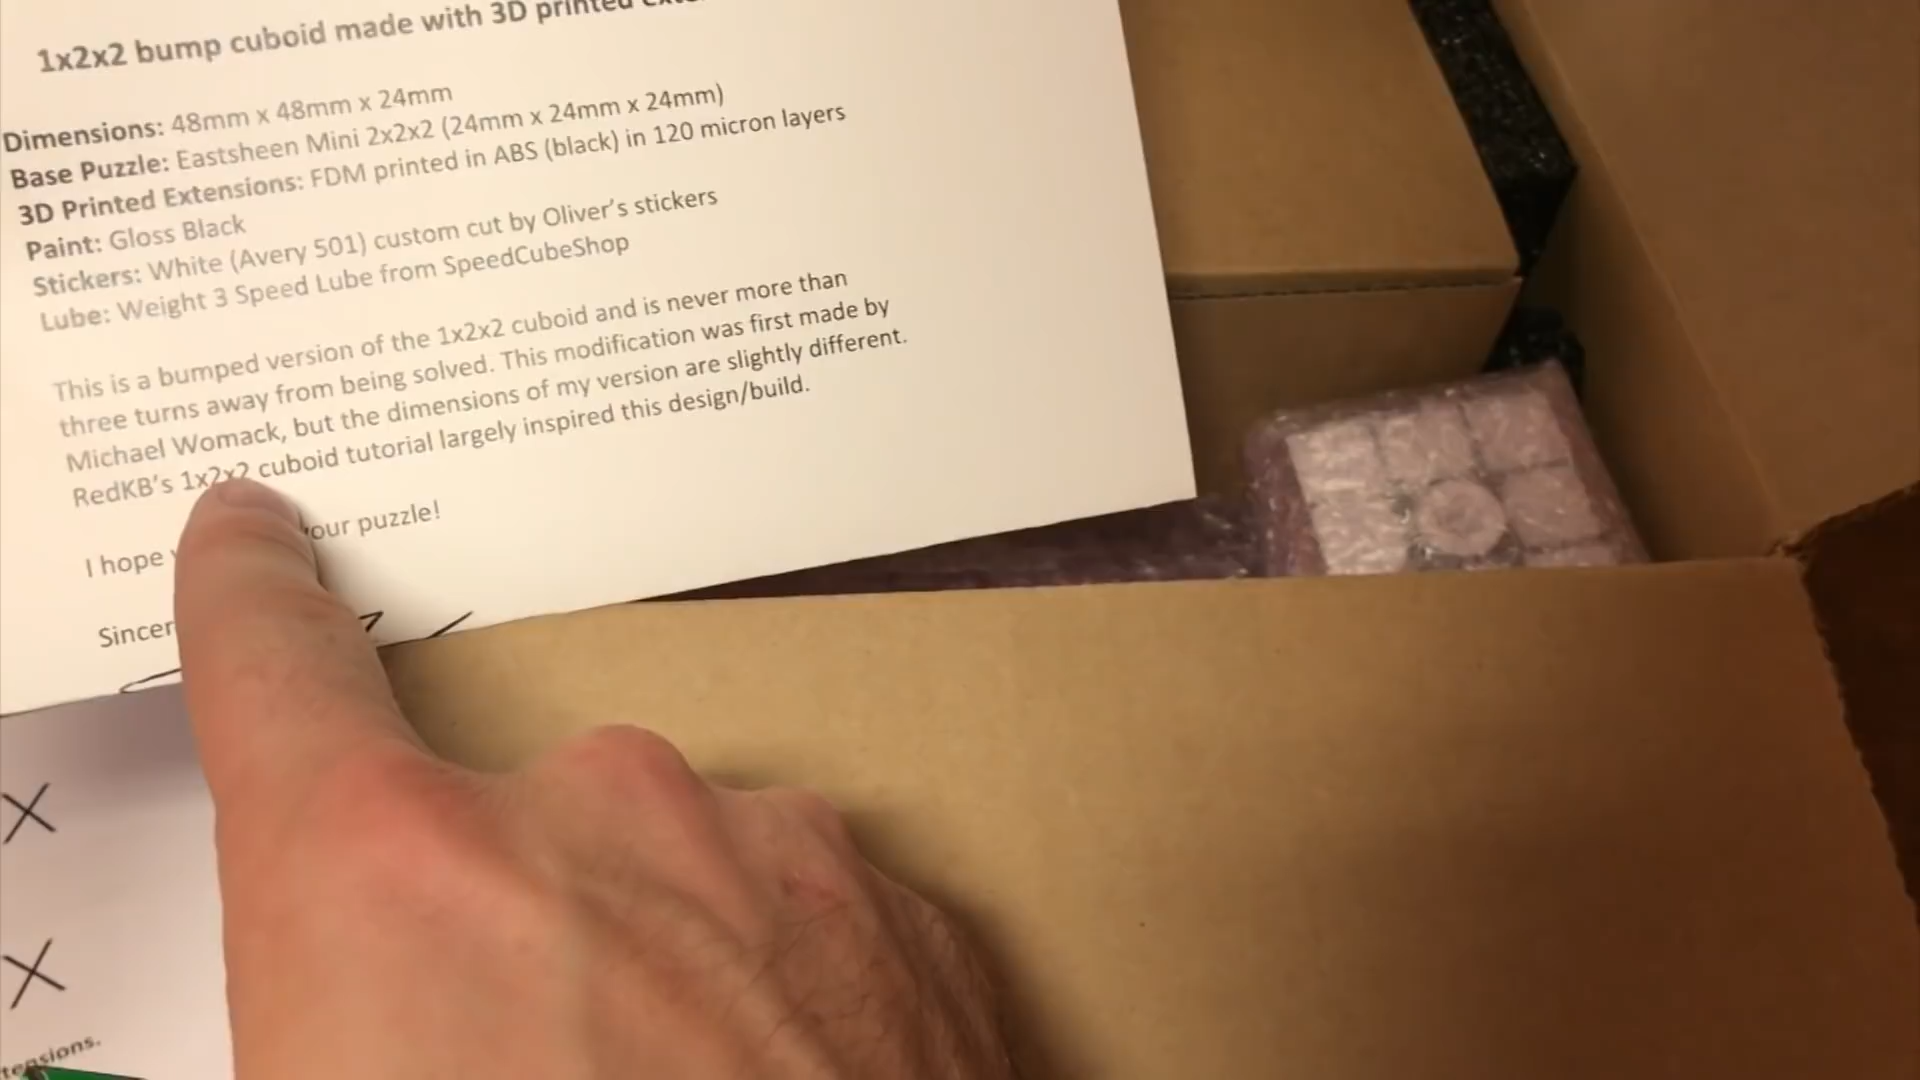 1x2x2 bump cuboid made with 3D printed
Dimensions: 48mm x 48mm x 24mm
Base Puzzle: Eastsheen Mini 2x2x2 (24mm x 24mm x 24mm)
3D Printed Extensions: FDM printed in ABS (black) in 120 micron layers
Paint: Gloss Black
Stickers: White (Avery 501) custom cut by Oliver's stickers
Lube: Weight 3 Speed Lube from SpeedCubeShop
This is a bumped version of the 1x2x2 cuboid and is never more than
three turns away from being solved. This modification was first made by
Michael Womack, but the dimensions of my version are slightly different.
RedKB's 1x2x2 cuboid tutorial largely inspired this design/build.
I hope your puzzle!
Sincer
X
X
tensions.